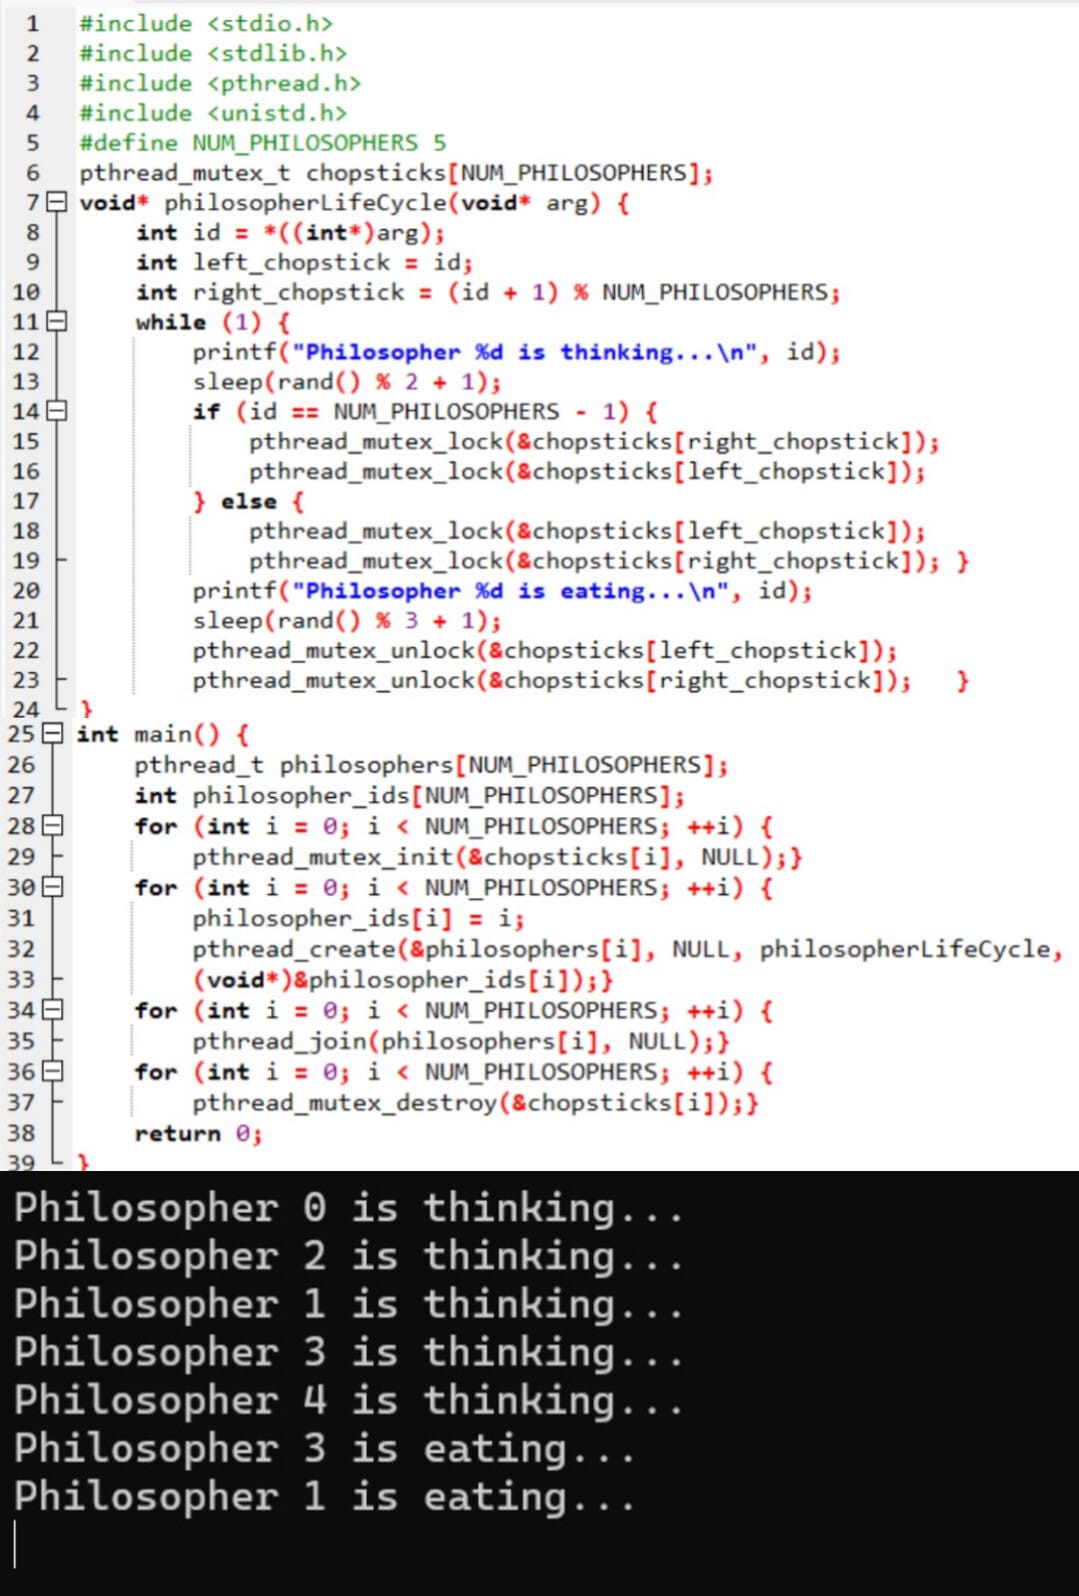 1 #include <stdio.h>
2 #include <stdlib.h>
3 #include <pthread.h>
4 #include <unistd.h>
5 #define NUM_PHILOSOPHERS 5
6 pthread_mutex_t chopsticks[NUM_PHILOSOPHERS];
7 void* philosopherLifeCycle(void* arg) {
8     int id = *((int*)arg);
9     int left_chopstick = id;
10     int right_chopstick = (id + 1) % NUM_PHILOSOPHERS;
11     while (1) {
12         printf("Philosopher %d is thinking...\n", id);
13         sleep(rand() % 2 + 1);
14         if (id == NUM_PHILOSOPHERS - 1) {
15             pthread_mutex_lock(&chopsticks[right_chopstick]);
16             pthread_mutex_lock(&chopsticks[left_chopstick]);
17         } else {
18             pthread_mutex_lock(&chopsticks[left_chopstick]);
19             pthread_mutex_lock(&chopsticks[right_chopstick]); }
20         printf("Philosopher %d is eating...\n", id);
21         sleep(rand() % 3 + 1);
22         pthread_mutex_unlock(&chopsticks[left_chopstick]);
23         pthread_mutex_unlock(&chopsticks[right_chopstick]);   }
24 }
25 int main() {
26     pthread_t philosophers[NUM_PHILOSOPHERS];
27     int philosopher_ids[NUM_PHILOSOPHERS];
28     for (int i = 0; i < NUM_PHILOSOPHERS; ++i) {
29         pthread_mutex_init(&chopsticks[i], NULL);}
30     for (int i = 0; i < NUM_PHILOSOPHERS; ++i) {
31         philosopher_ids[i] = i;
32         pthread_create(&philosophers[i], NULL, philosopherLifeCycle,
33         (void*)&philosopher_ids[i]);}
34     for (int i = 0; i < NUM_PHILOSOPHERS; ++i) {
35         pthread_join(philosophers[i], NULL);}
36     for (int i = 0; i < NUM_PHILOSOPHERS; ++i) {
37         pthread_mutex_destroy(&chopsticks[i]);}
38     return 0;
39 }
Philosopher 0 is thinking...
Philosopher 2 is thinking...
Philosopher 1 is thinking...
Philosopher 3 is thinking...
Philosopher 4 is thinking...
Philosopher 3 is eating...
Philosopher 1 is eating...